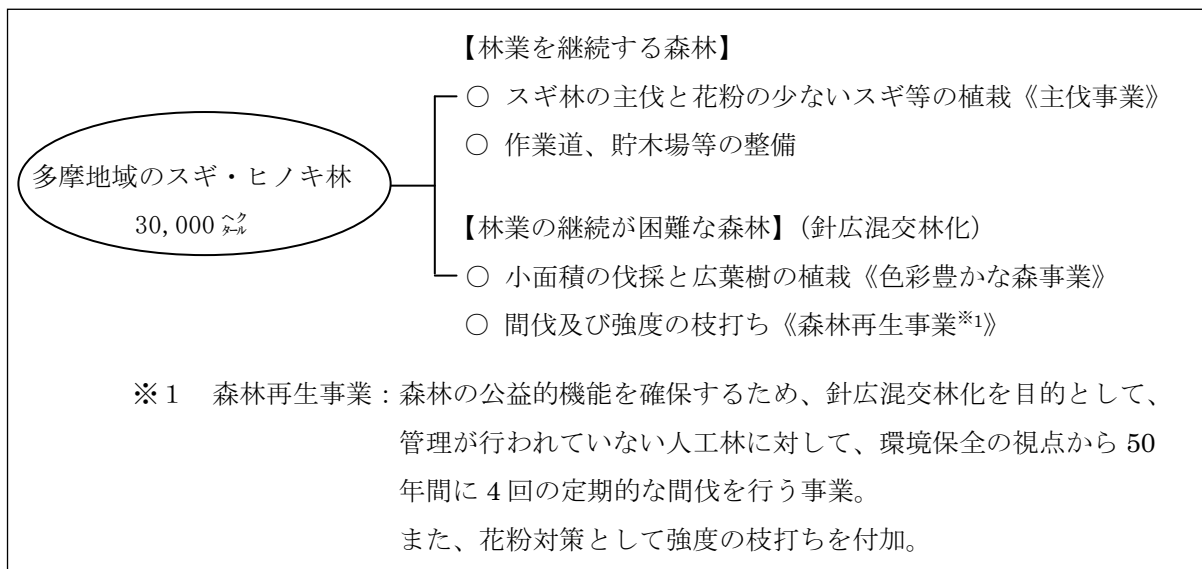 【林業を継続する森林】
○ スギ林の主伐と花粉の少ないスギ等の植栽《主伐事業》
○ 作業道、貯木場等の整備
多摩地域のスギ・ヒノキ林
30,000 ヘクタール
【林業の継続が困難な森林】(針広混交林化)
○ 小面積の伐採と広葉樹の植栽《色彩豊かな森事業》
○ 間伐及び強度の枝打ち《森林再生事業※1》
※1 森林再生事業：森林の公益的機能を確保するため、針広混交林化を目的として、
管理が行われていない人工林に対して、環境保全の視点から 50
年間に 4 回の定期的な間伐を行う事業。
また、花粉対策として強度の枝打ちを付加。